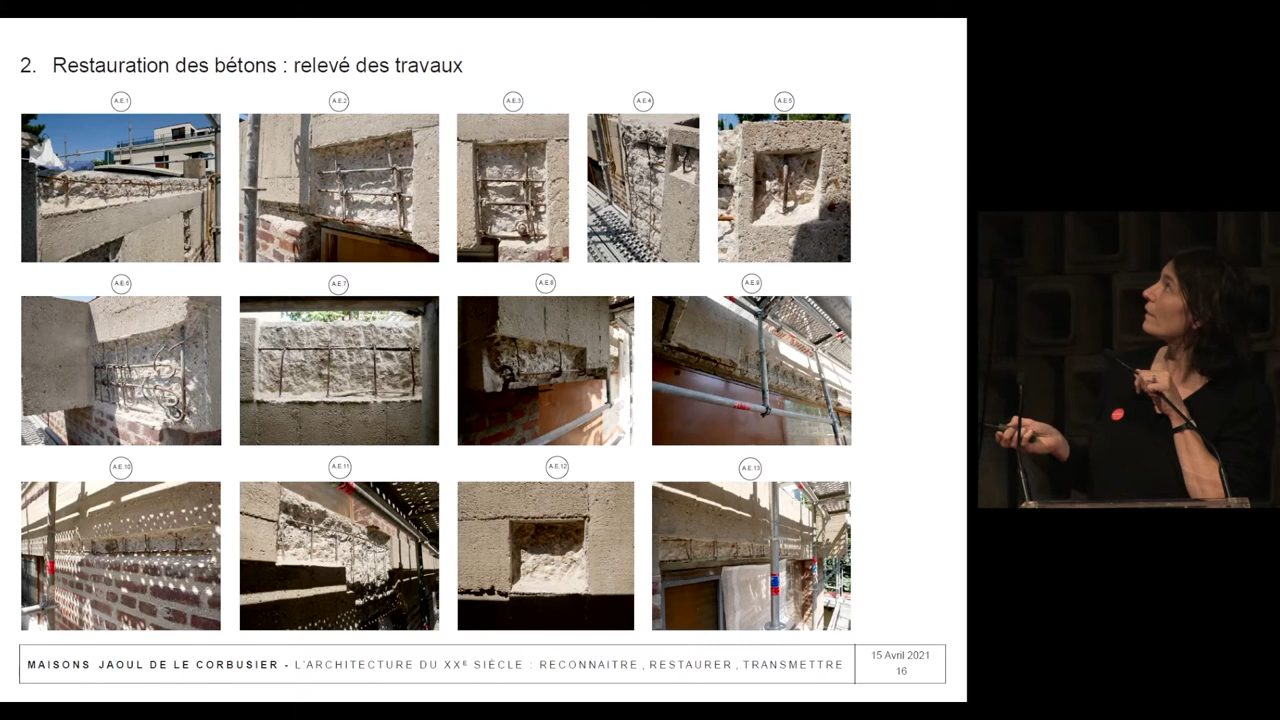 2. Restauration des bétons : relevé des travaux
A.E.1 A.E.2 A.E.3 A.E.4 A.E.5
A.E.6 A.E.7 A.E.8 A.E.9
A.E.10 A.E.11 A.E.12 A.E.13
MAISONS JAOUL DE LE CORBUSIER - L'ARCHITECTURE DU XXᴱ SIÈCLE : RECONNAITRE , RESTAURER , TRANSMETTRE
15 Avril 2021
16